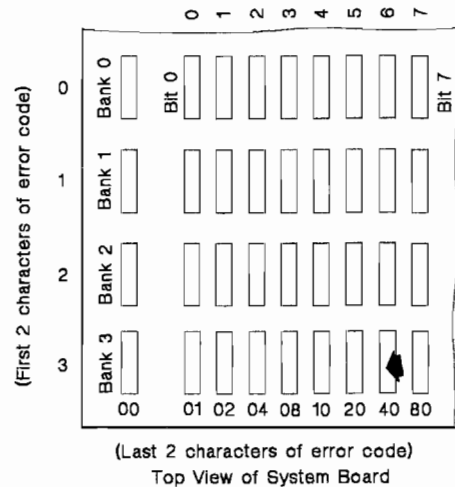 0 1 2 3 4 5 6 7
0 Bank 0 Bit 0 Bit 7
1 Bank 1
2 Bank 2
3 Bank 3
(First 2 characters of error code)
00 01 02 04 08 10 20 40 80
(Last 2 characters of error code)
Top View of System Board